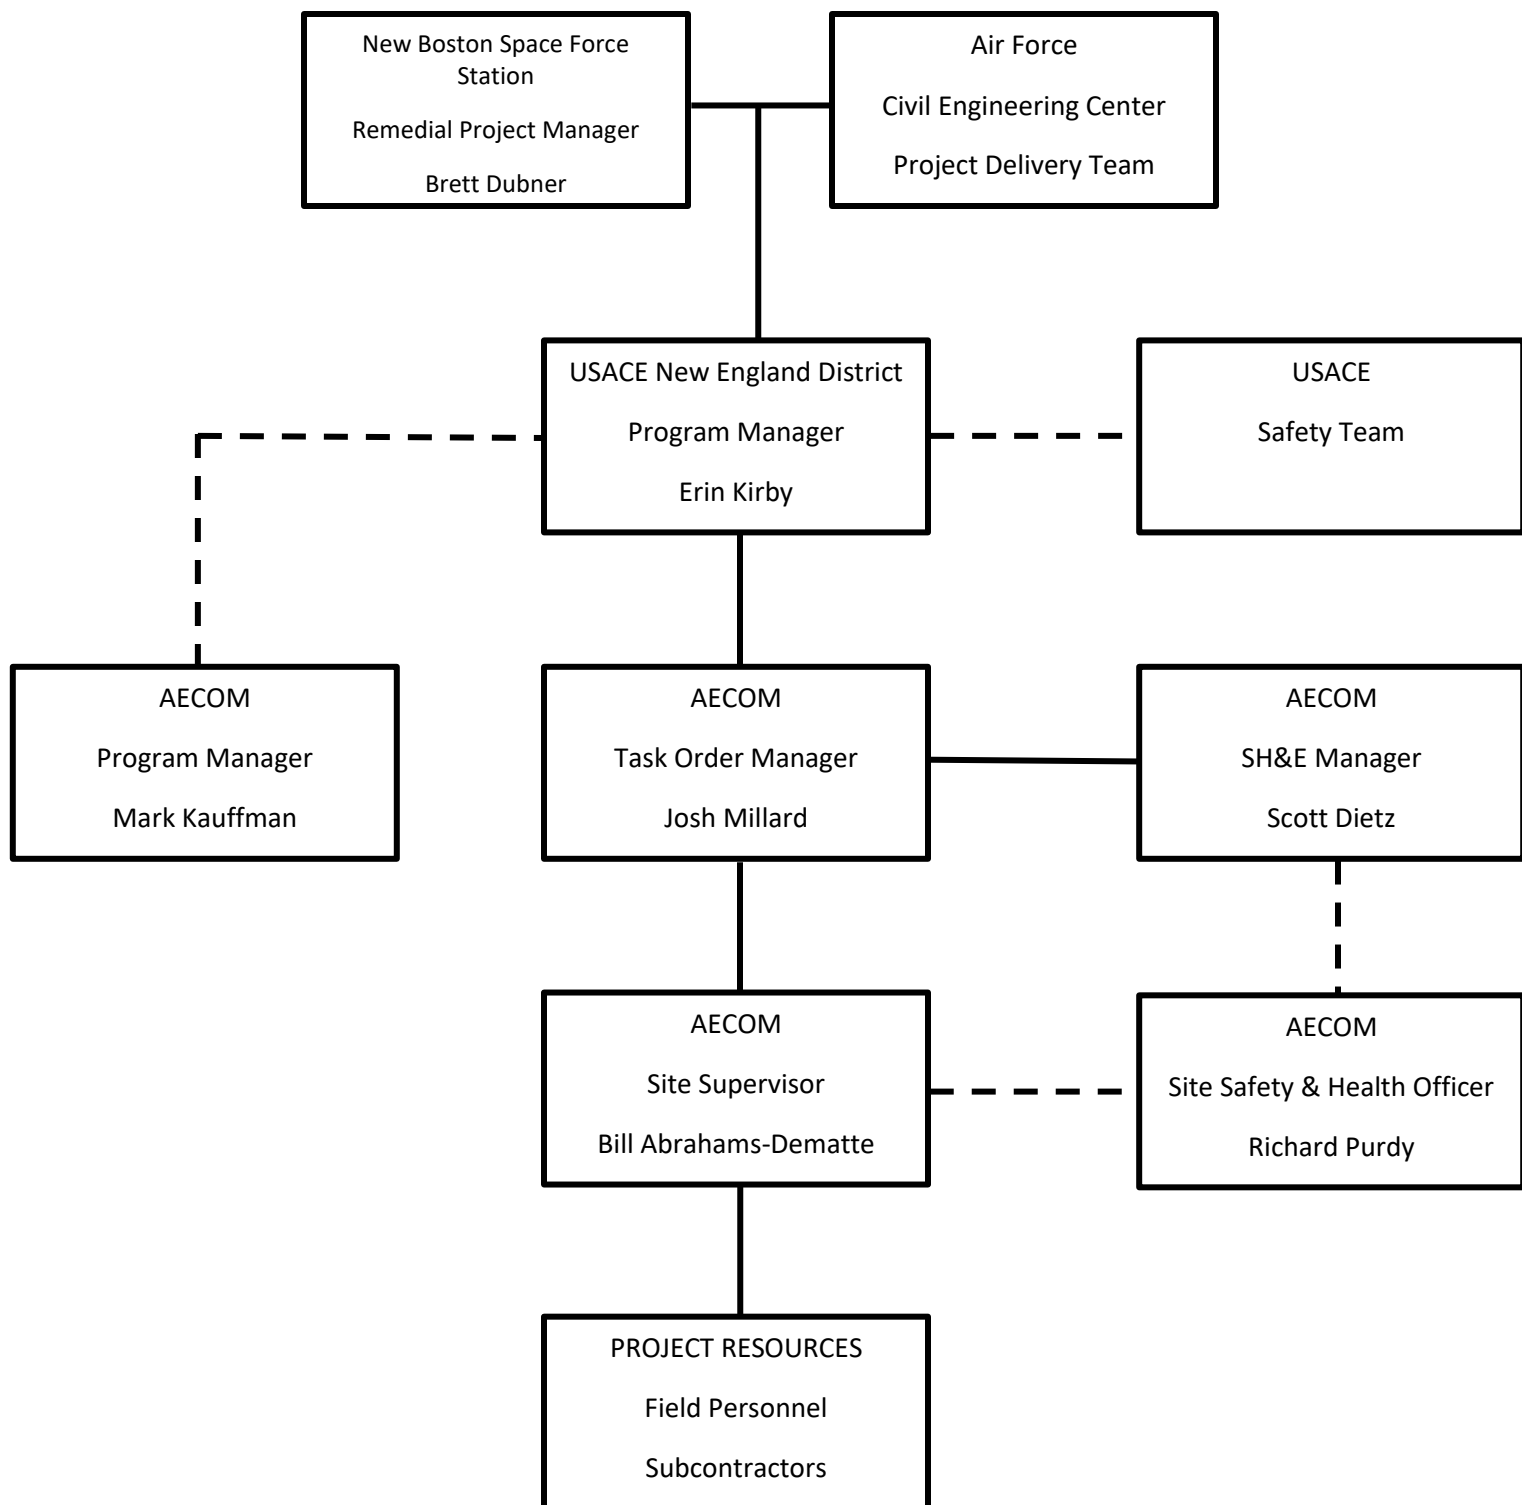 New Boston Space Force
Station
Remedial Project Manager
Brett Dubner
Air Force
Civil Engineering Center
Project Delivery Team
USACE New England District
Program Manager
Erin Kirby
USACE
Safety Team
AECOM
Program Manager
Mark Kauffman
AECOM
Task Order Manager
Josh Millard
AECOM
SH&E Manager
Scott Dietz
AECOM
Site Supervisor
Bill Abrahams-Dematte
AECOM
Site Safety & Health Officer
Richard Purdy
PROJECT RESOURCES
Field Personnel
Subcontractors